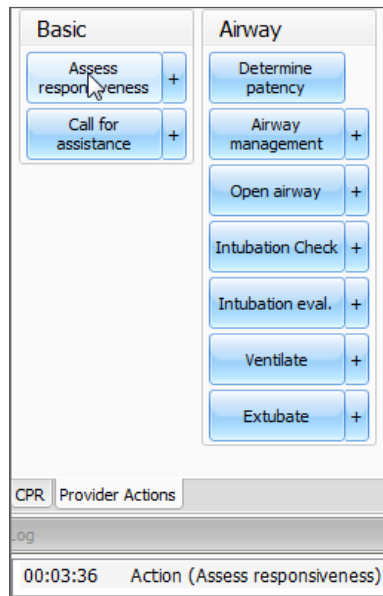 Basic
Assess
responsiveness
+
Call for
assistance
+
Airway
Determine
patency
Airway
management
+
Open airway
+
Intubation Check
+
Intubation eval.
+
Ventilate
+
Extubate
+
CPR
Provider Actions
Log
00:03:36 Action (Assess responsiveness)